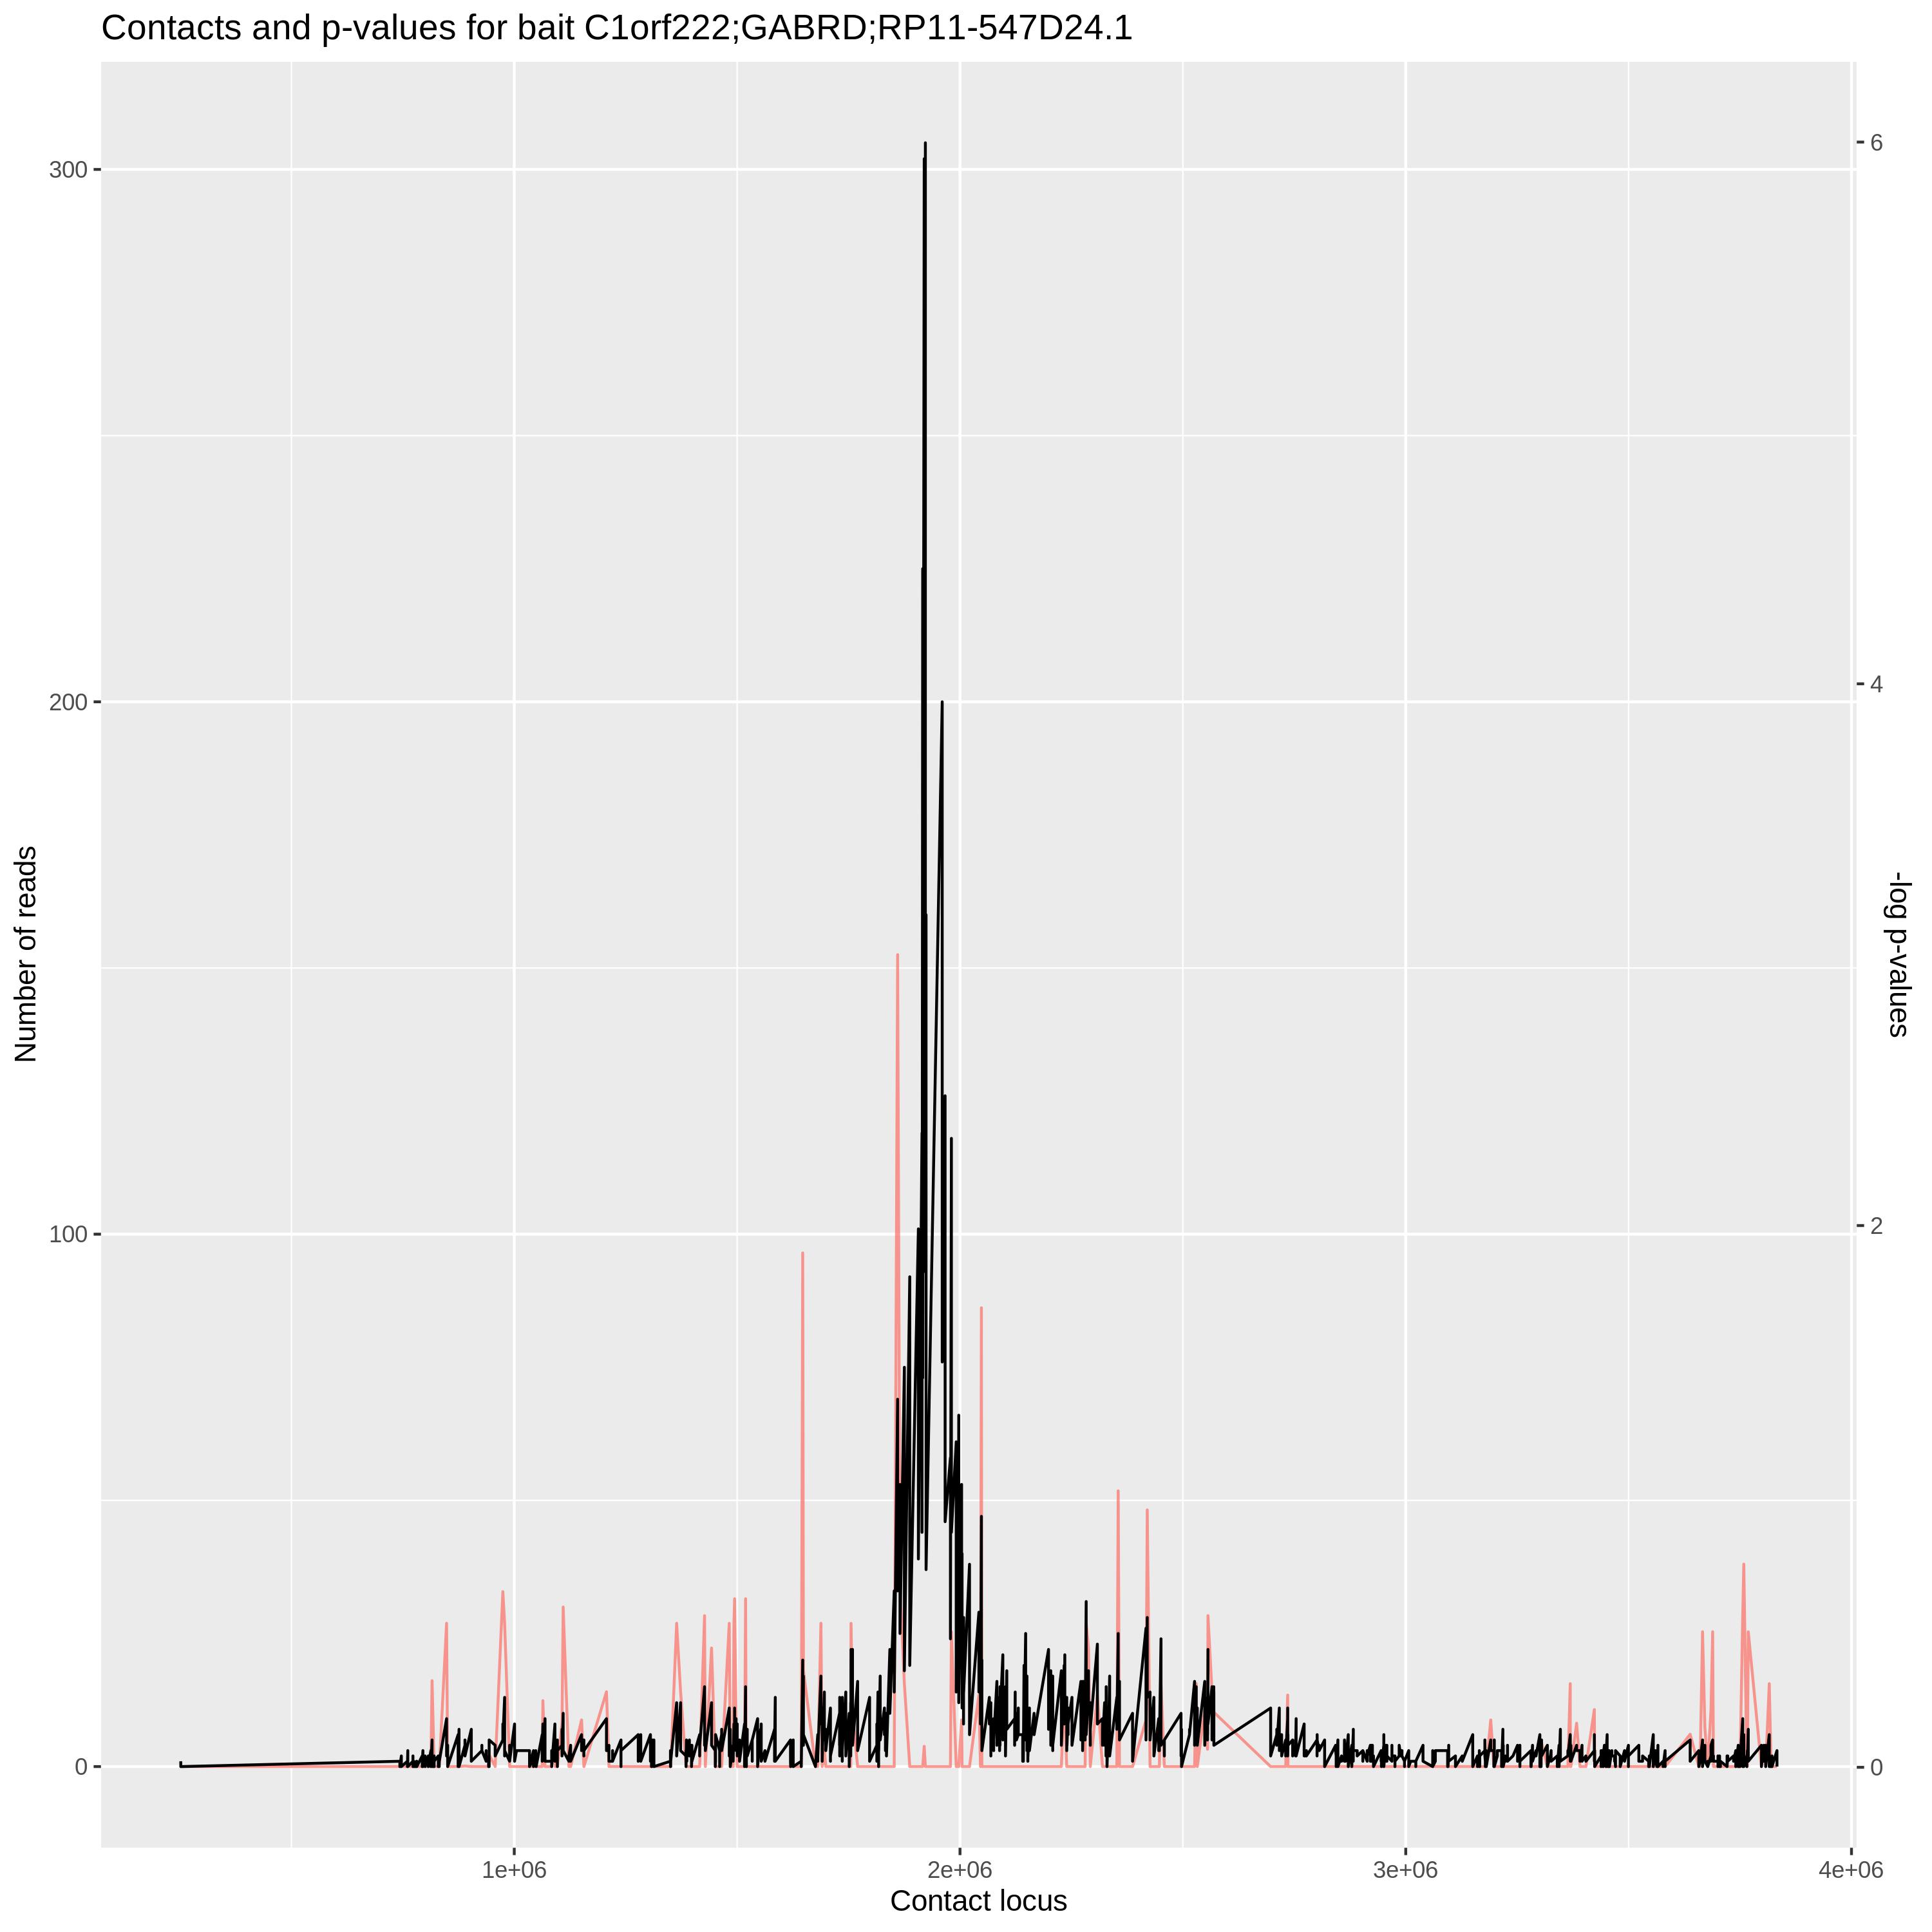 Contacts and p-values for bait C1orf222;GABRD;RP11-547D24.1
300
200
100
0
Number of reads
6
4
2
0
-log p-values
1e+06
2e+06
3e+06
4e+06
Contact locus